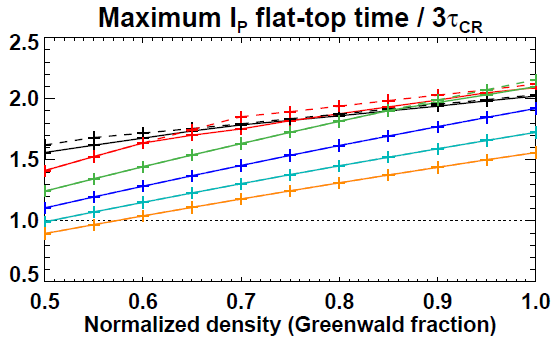 Maximum I_P flat-top time / 3τ_CR
2.5
2.0
1.5
1.0
0.5
0.5 0.6 0.7 0.8 0.9 1.0
Normalized density (Greenwald fraction)